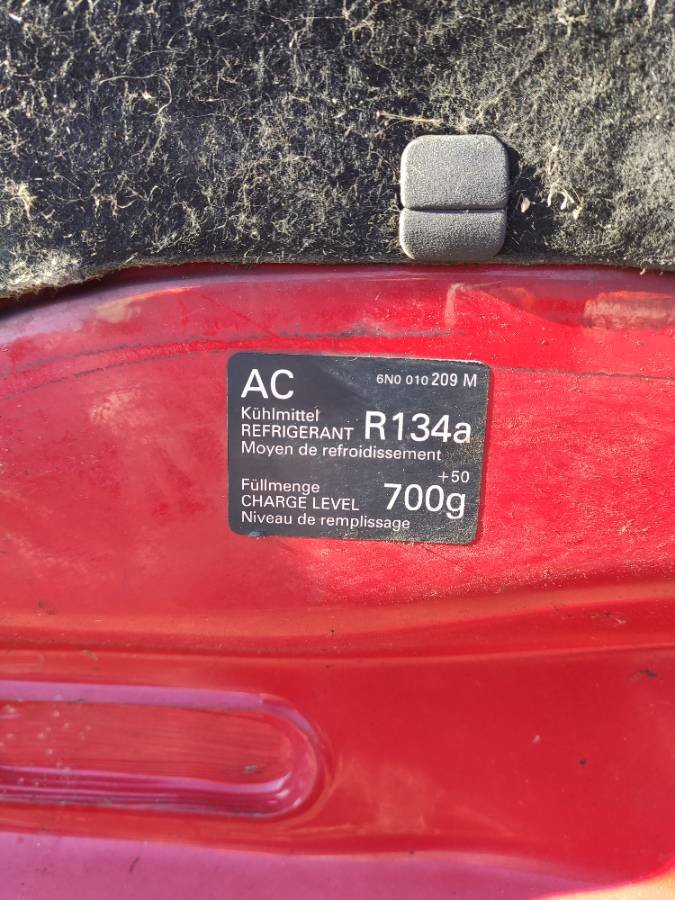 AC 6N0 010 209 M
Kühlmittel
REFRIGERANT R134a
Moyen de refroidissement
+50
Füllmenge
CHARGE LEVEL 700g
Niveau de remplissage